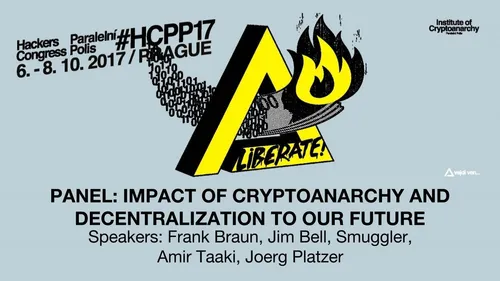 Hackers Paralelní #HCPP17
Congress Polis
6. - 8. 10. 2017 / PRAGUE
Institute of
Cryptoanarchy
LIBERATE!
PANEL: IMPACT OF CRYPTOANARCHY AND
DECENTRALIZATION TO OUR FUTURE
Speakers: Frank Braun, Jim Bell, Smuggler,
Amir Taaki, Joerg Platzer